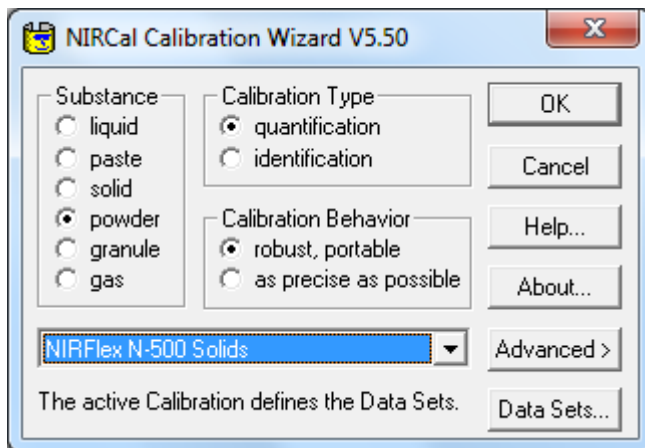 NIRCal Calibration Wizard V5.50
Substance
liquid
paste
solid
powder
granule
gas
Calibration Type
quantification
identification
Calibration Behavior
robust, portable
as precise as possible
NIRFlex N-500 Solids
The active Calibration defines the Data Sets.
OK
Cancel
Help...
About...
Advanced >
Data Sets...